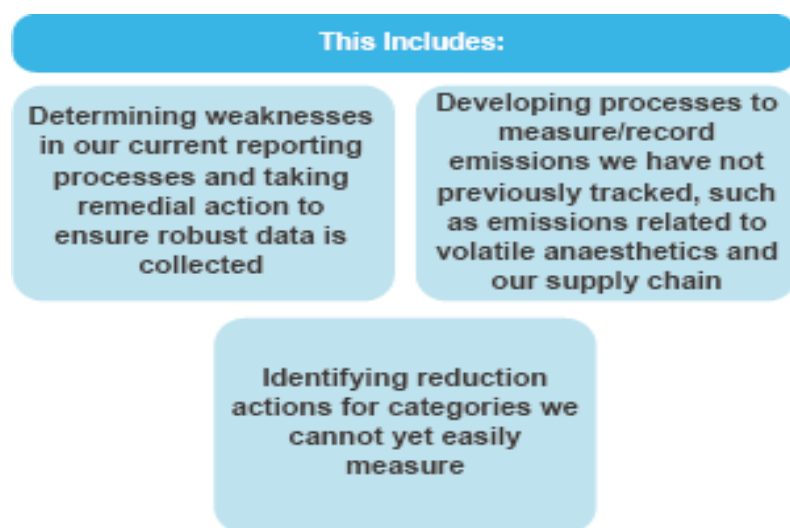 This Includes:
Determining weaknesses
in our current reporting
processes and taking
remedial action to
ensure robust data is
collected
Developing processes to
measure/record
emissions we have not
previously tracked, such
as emissions related to
volatile anaesthetics and
our supply chain
Identifying reduction
actions for categories we
cannot yet easily
measure